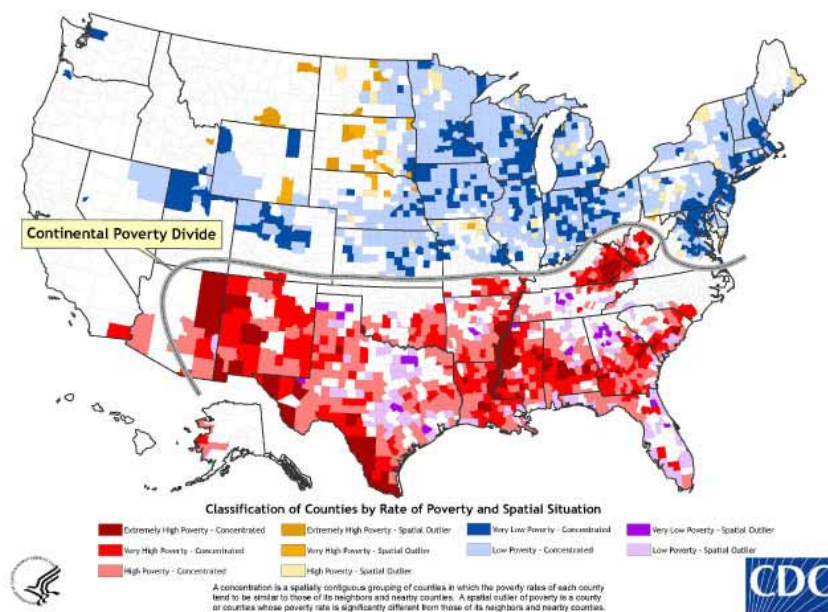 Continental Poverty Divide
Classification of Counties by Rate of Poverty and Spatial Situation
Extremely High Poverty - Concentrated
Extremely High Poverty - Spatial Outlier
Very Low Poverty - Concentrated
Very Low Poverty - Spatial Outlier
Very High Poverty - Concentrated
Very High Poverty - Spatial Outlier
Low Poverty - Concentrated
Low Poverty - Spatial Outlier
High Poverty - Concentrated
High Poverty - Spatial Outlier
A concentration is a spatially contiguous grouping of counties in which the poverty rates of each county
tend to be similar to those of its neighbors and nearby counties. A spatial outlier of poverty is a county
or counties whose poverty rate is significantly different from those of its neighbors and nearby counties.
CDC